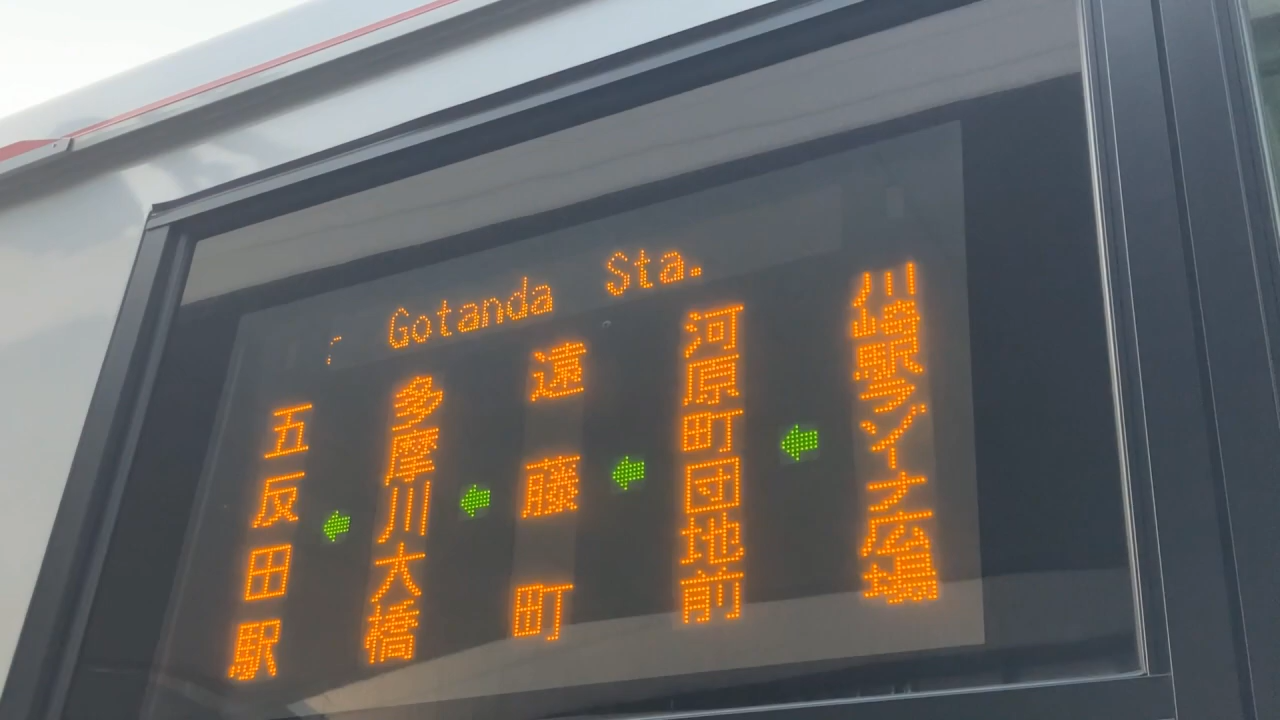 Gotanda Sta.
川崎駅ラゾーナ広場
河原町団地前
遠藤町
多摩川大橋
五反田駅